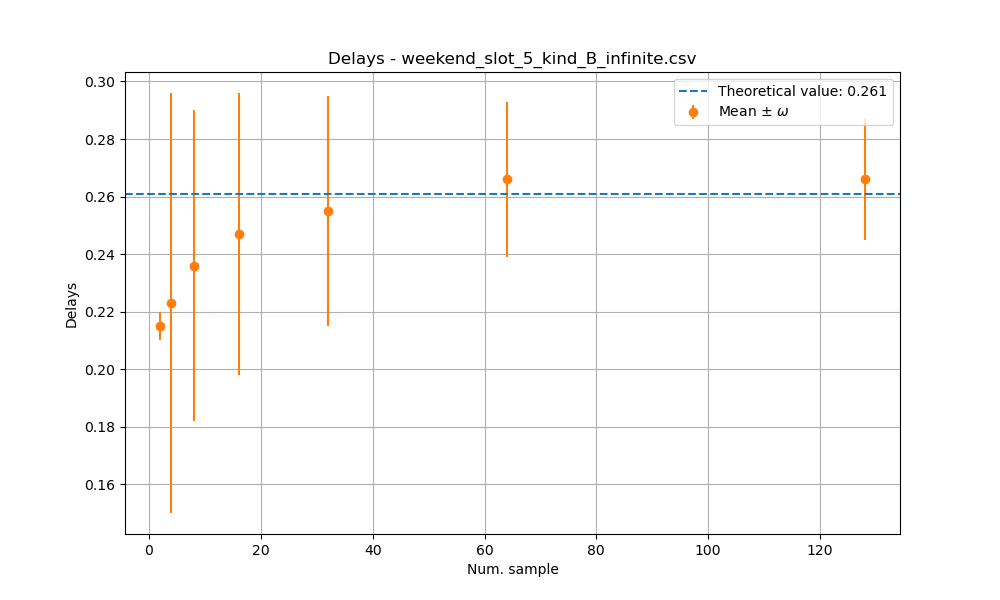 Delays - weekend_slot_5_kind_B_infinite.csv
Theoretical value: 0.261
Mean ± ω
0.30
0.28
0.26
0.24
0.22
0.20
0.18
0.16
Delays
0 20 40 60 80 100 120
Num. sample